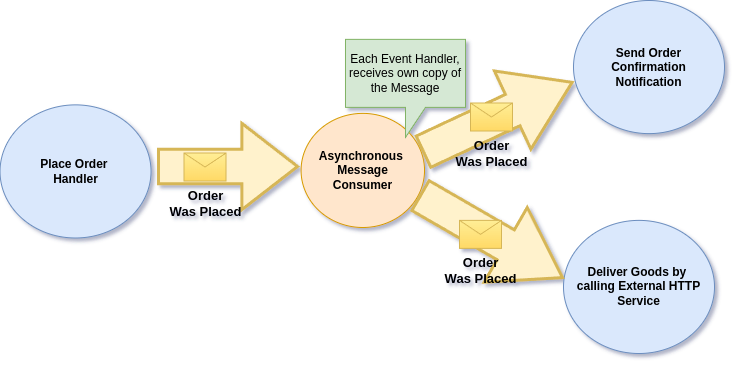 Place Order
Handler
Order
Was Placed
Each Event Handler,
receives own copy of
the Message
Asynchronous
Message
Consumer
Order
Was Placed
Send Order
Confirmation
Notification
Order
Was Placed
Deliver Goods by
calling External HTTP
Service